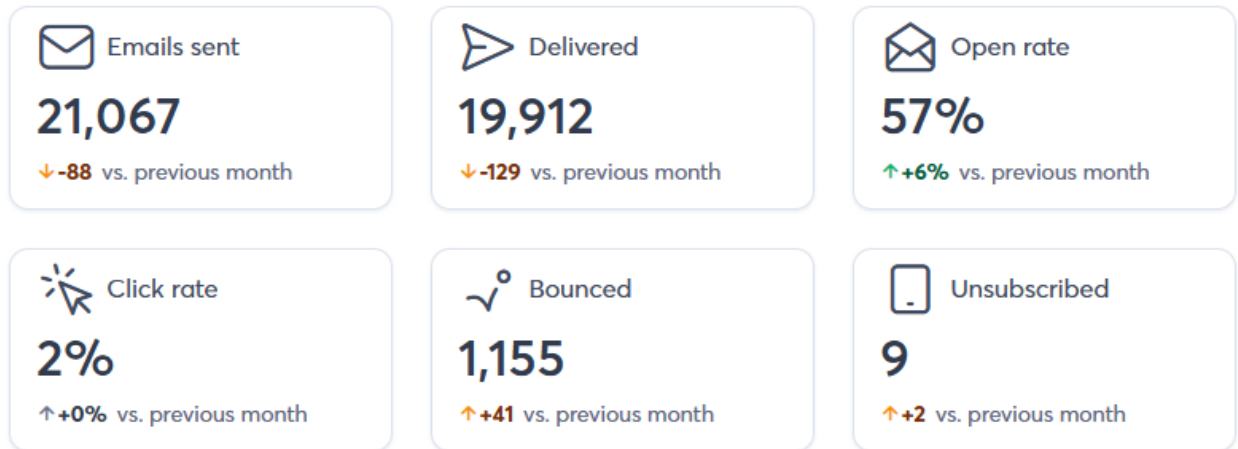 Emails sent
21,067
↓-88 vs. previous month
Delivered
19,912
↓-129 vs. previous month
Open rate
57%
↑+6% vs. previous month
Click rate
2%
↑+0% vs. previous month
Bounced
1,155
↑+41 vs. previous month
Unsubscribed
9
↑+2 vs. previous month